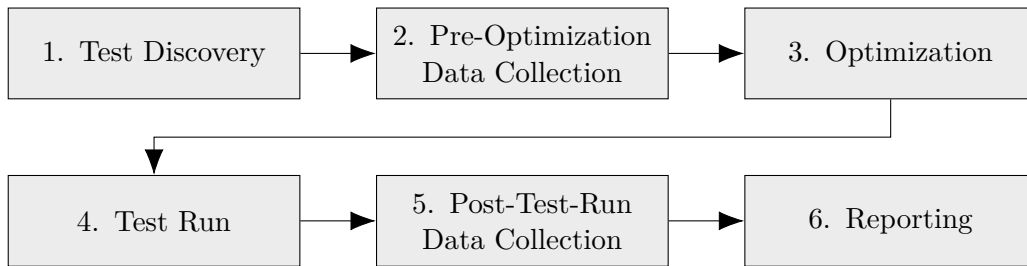 1. Test Discovery
2. Pre-Optimization
Data Collection
3. Optimization
4. Test Run
5. Post-Test-Run
Data Collection
6. Reporting